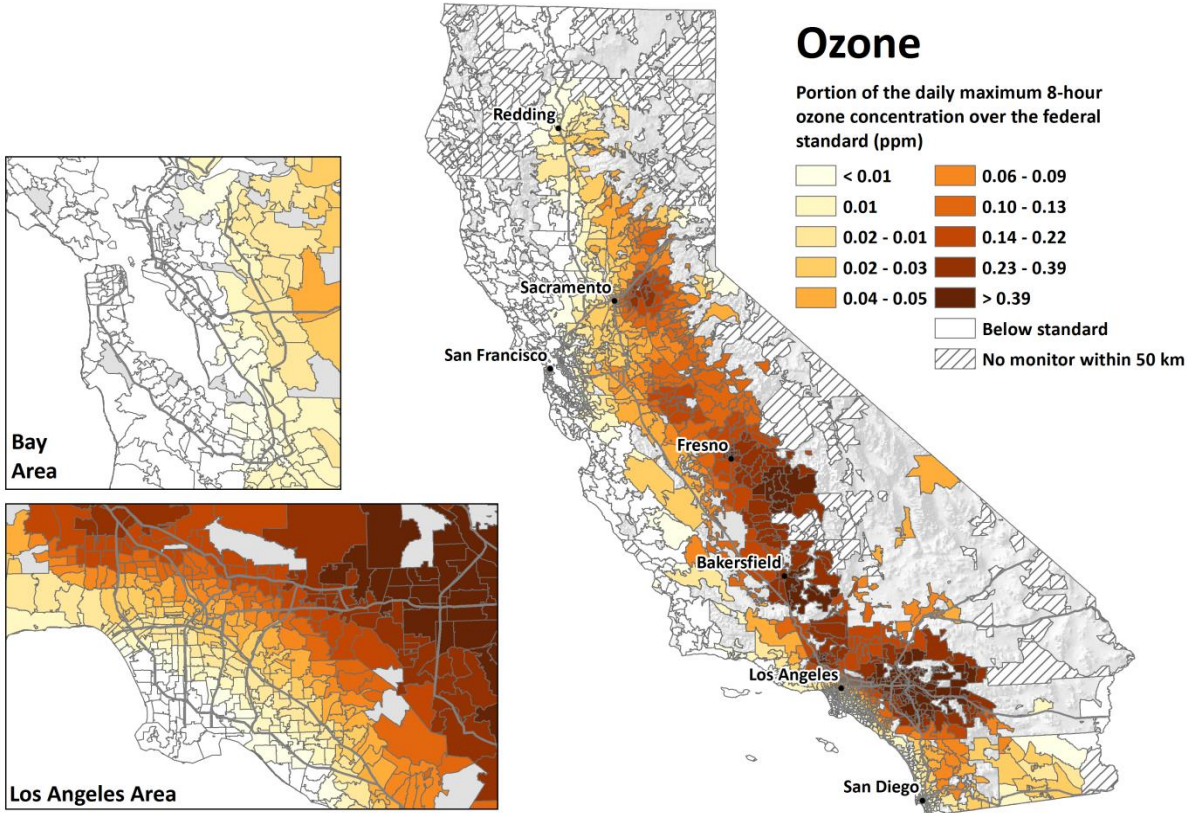 Ozone
Portion of the daily maximum 8-hour
ozone concentration over the federal
standard (ppm)
< 0.01
0.01
0.02 - 0.01
0.02 - 0.03
0.04 - 0.05
0.06 - 0.09
0.10 - 0.13
0.14 - 0.22
0.23 - 0.39
> 0.39
Below standard
No monitor within 50 km
Redding
Sacramento
San Francisco
Fresno
Bakersfield
Los Angeles
San Diego
Bay
Area
Los Angeles Area